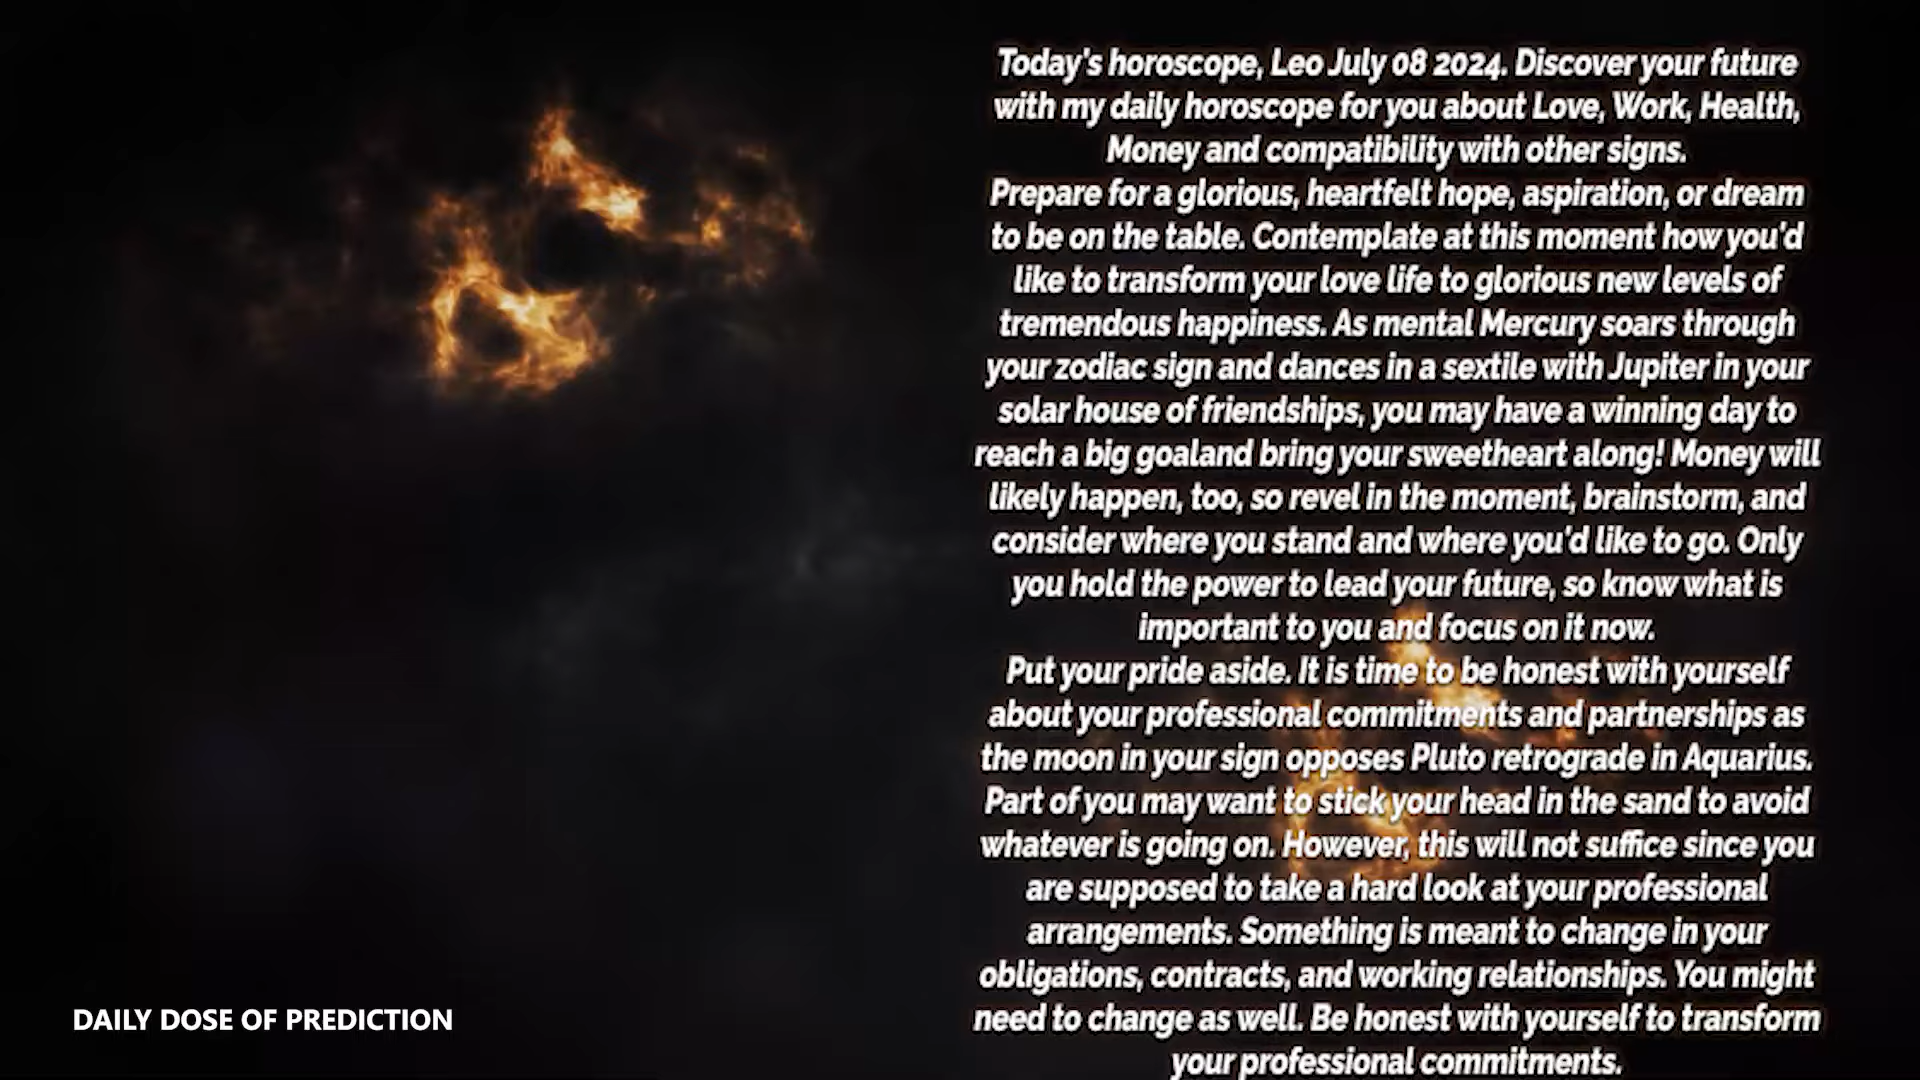 Today's horoscope, Leo July 08 2024. Discover your future
with my daily horoscope for you about Love, Work, Health,
Money and compatibility with other signs.
Prepare for a glorious, heartfelt hope, aspiration, or dream
to be on the table. Contemplate at this moment how you'd
like to transform your love life to glorious new levels of
tremendous happiness. As mental Mercury soars through
your zodiac sign and dances in a sextile with Jupiter in your
solar house of friendships, you may have a winning day to
reach a big goaland bring your sweetheart along! Money will
likely happen, too, so revel in the moment, brainstorm, and
consider where you stand and where you'd like to go. Only
you hold the power to lead your future, so know what is
important to you and focus on it now.
Put your pride aside. It is time to be honest with yourself
about your professional commitments and partnerships as
the moon in your sign opposes Pluto retrograde in Aquarius.
Part of you may want to stick your head in the sand to avoid
whatever is going on. However, this will not suffice since you
are supposed to take a hard look at your professional
arrangements. Something is meant to change in your
obligations, contracts, and working relationships. You might
need to change as well. Be honest with yourself to transform
your professional commitments.
DAILY DOSE OF PREDICTION